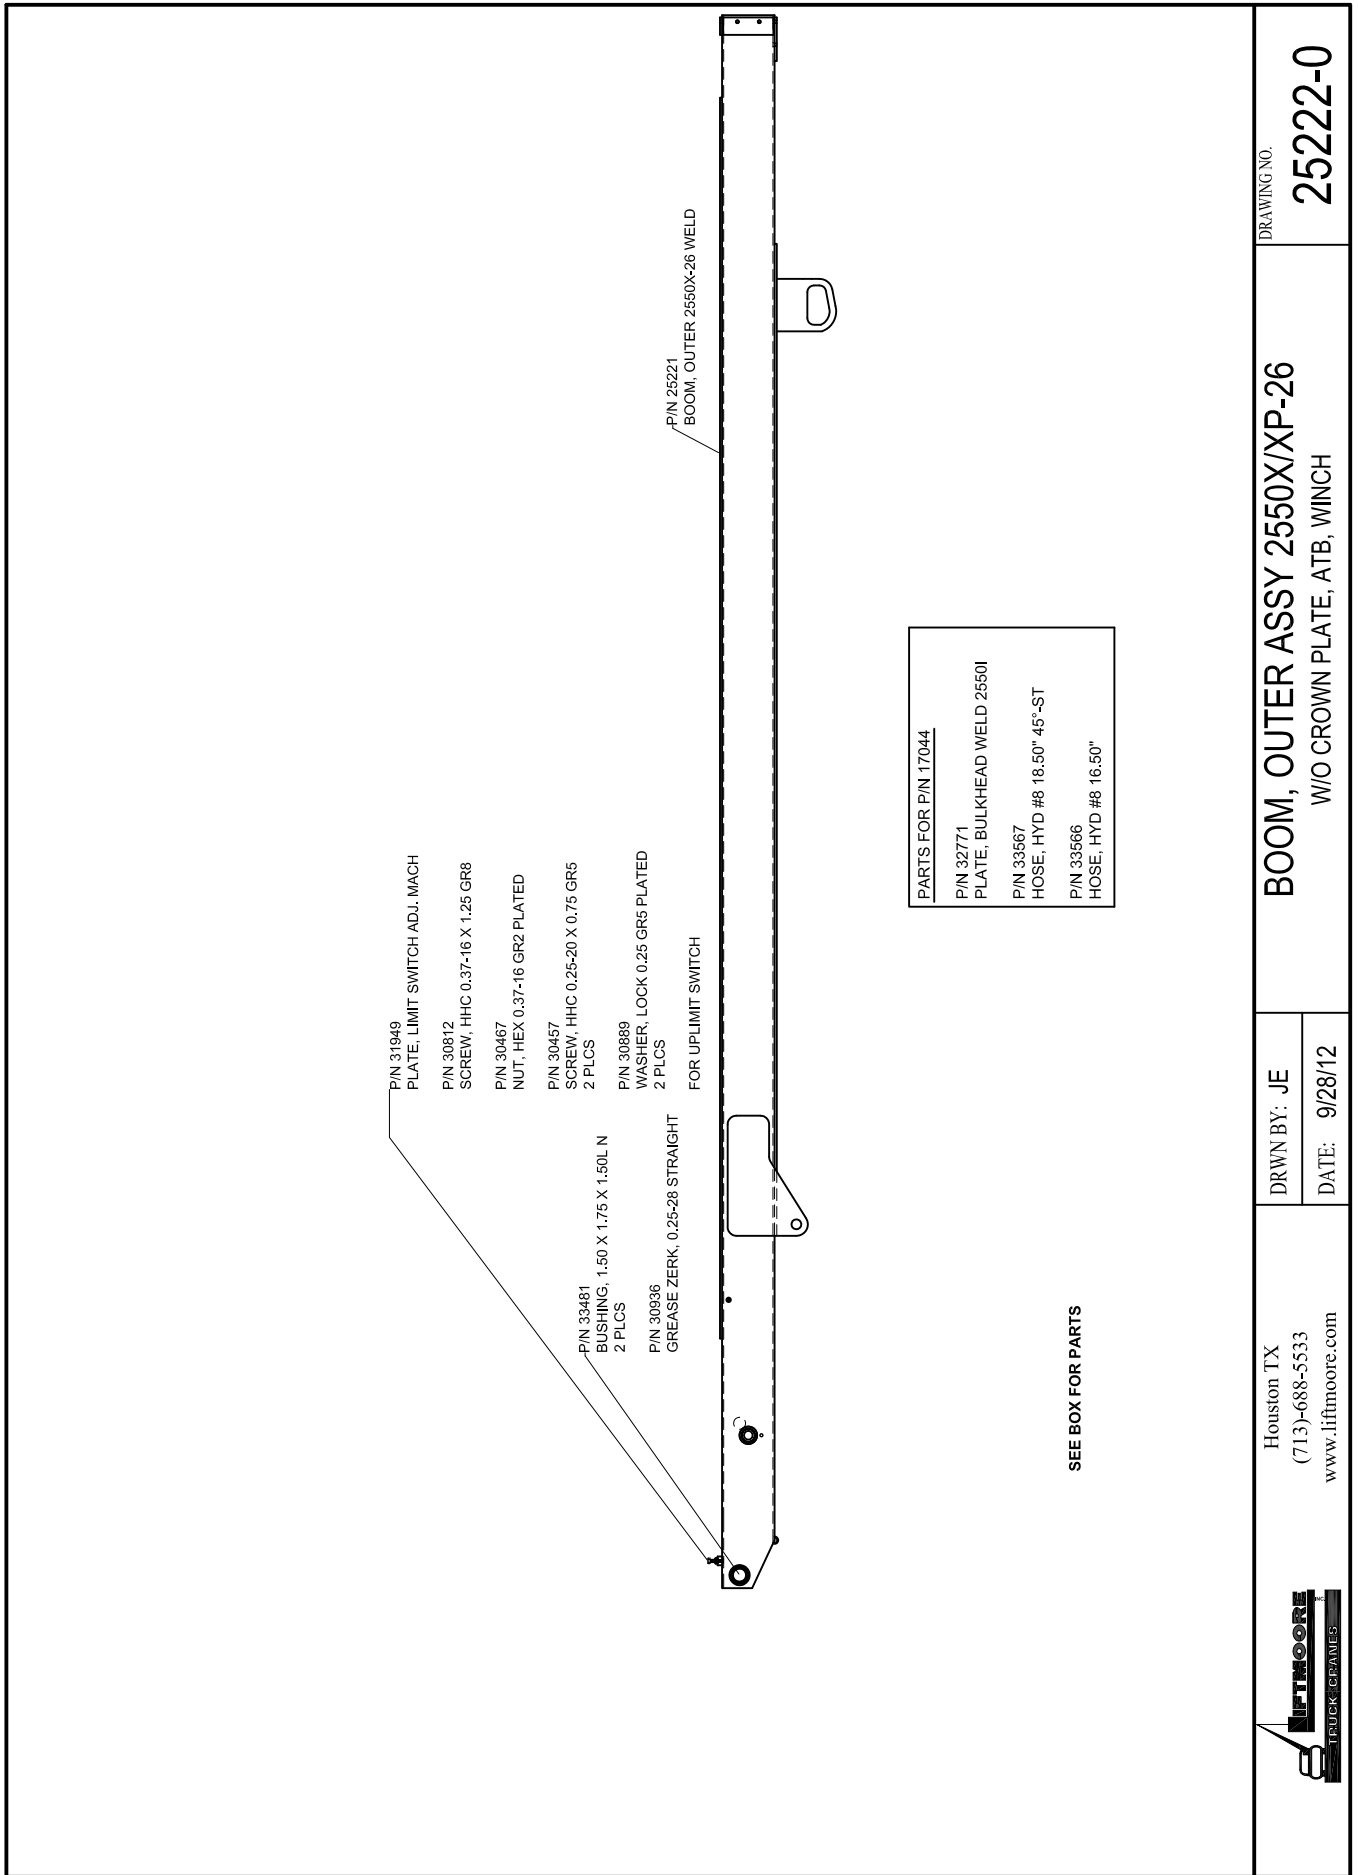 P/N 31949
PLATE, LIMIT SWITCH ADJ. MACH
P/N 30812
SCREW, HHC 0.37-16 X 1.25 GR8
P/N 30467
NUT, HEX 0.37-16 GR2 PLATED
P/N 30457
SCREW, HHC 0.25-20 X 0.75 GR5
2 PLCS
P/N 30889
WASHER, LOCK 0.25 GR5 PLATED
2 PLCS
FOR UPLIMIT SWITCH
P/N 33481
BUSHING, 1.50 X 1.75 X 1.50L N
2 PLCS
P/N 30936
GREASE ZERK, 0.25-28 STRAIGHT
P/N 25221
BOOM, OUTER 2550X-26 WELD
PARTS FOR P/N 17044
P/N 32771
PLATE, BULKHEAD WELD 2550I
P/N 33567
HOSE, HYD #8 18.50" 45°-ST
P/N 33566
HOSE, HYD #8 16.50"
SEE BOX FOR PARTS
LIFTMOORE
INC.
TRUCK CRANES
Houston TX
(713)-688-5533
www.liftmoore.com
DRWN BY: JE
DATE: 9/28/12
BOOM, OUTER ASSY 2550X/XP-26
W/O CROWN PLATE, ATB, WINCH
DRAWING NO.
25222-0